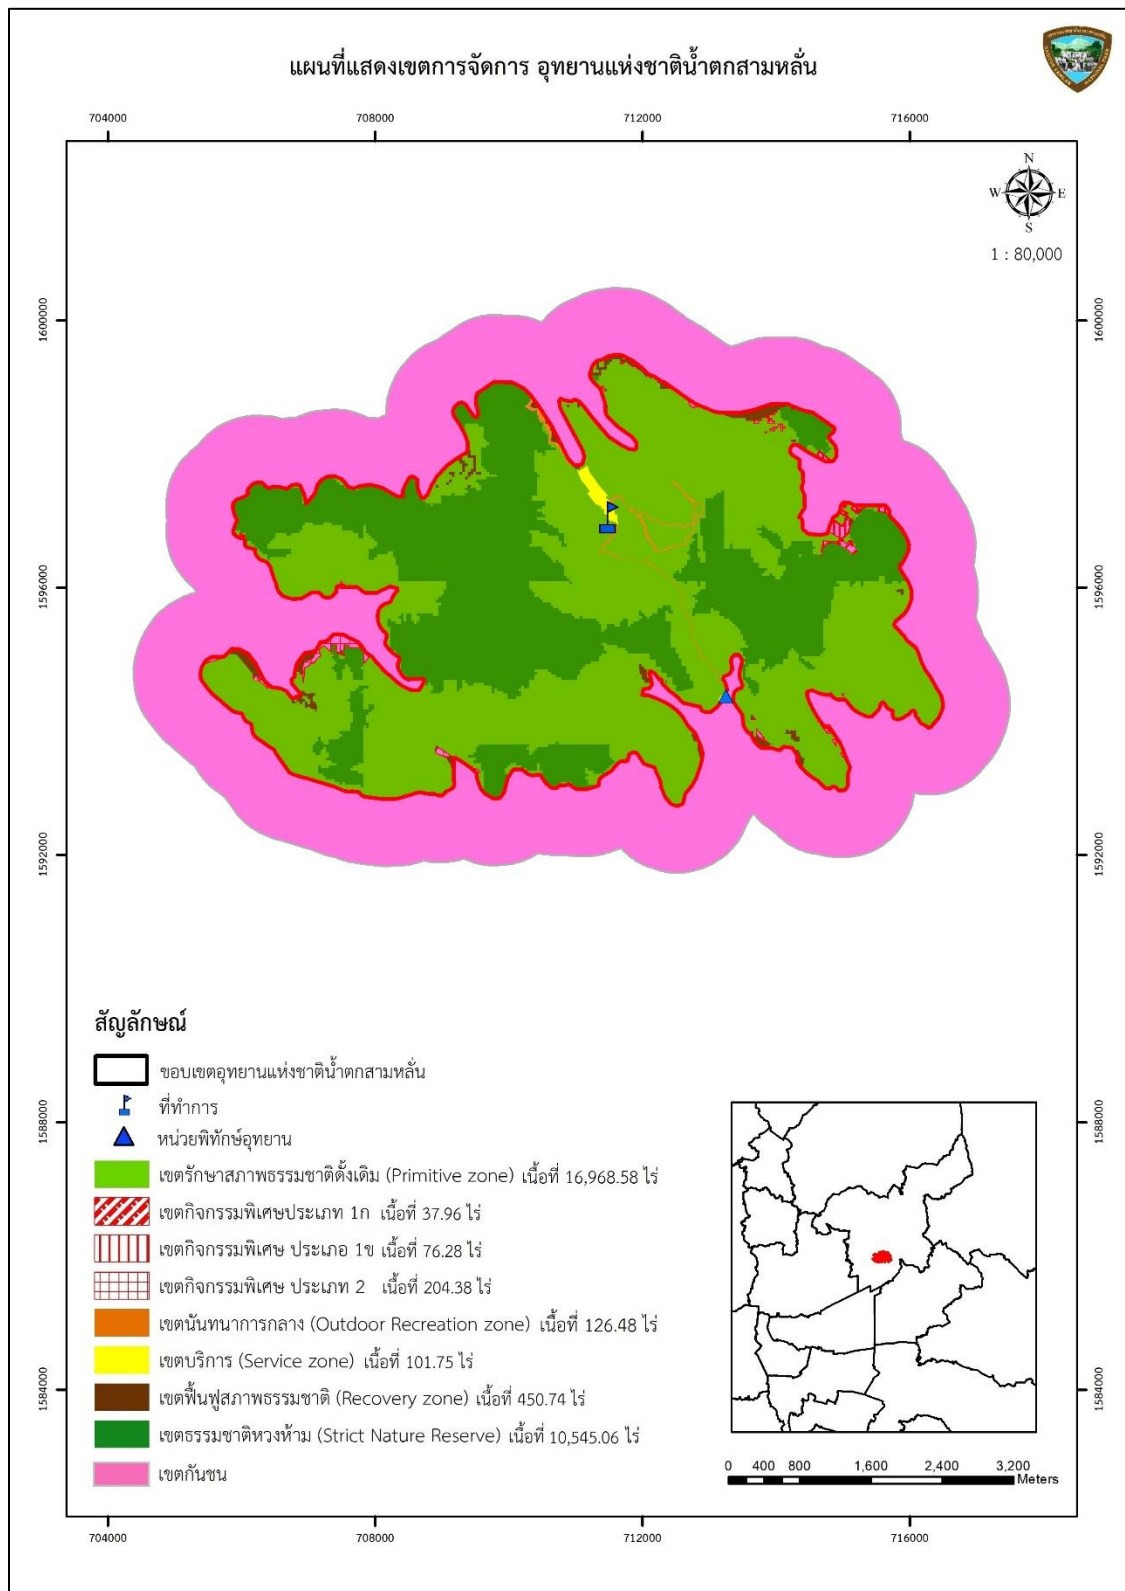 แผนที่แสดงเขตการจัดการ อุทยานแห่งชาติน้ำตกสามหลั่น
704000 708000 712000 716000
N
W E
S
1 : 80,000
1600000 1600000
1596000 1596000
1592000 1592000
1588000 1588000
1584000 1584000
สัญลักษณ์
ขอบเขตอุทยานแห่งชาติน้ำตกสามหลั่น
ที่ทำการ
หน่วยพิทักษ์อุทยาน
เขตรักษาสภาพธรรมชาติดั้งเดิม (Primitive zone) เนื้อที่ 16,968.58 ไร่
เขตกิจกรรมพิเศษประเภท 1ก เนื้อที่ 37.96 ไร่
เขตกิจกรรมพิเศษ ประเภอ 1ข เนื้อที่ 76.28 ไร่
เขตกิจกรรมพิเศษ ประเภท 2 เนื้อที่ 204.38 ไร่
เขตนันทนาการกลาง (Outdoor Recreation zone) เนื้อที่ 126.48 ไร่
เขตบริการ (Service zone) เนื้อที่ 101.75 ไร่
เขตฟื้นฟูสภาพธรรมชาติ (Recovery zone) เนื้อที่ 450.74 ไร่
เขตธรรมชาติหวงห้าม (Strict Nature Reserve) เนื้อที่ 10,545.06 ไร่
เขตกันชน
0 400 800 1,600 2,400 3,200
Meters
704000 708000 712000 716000